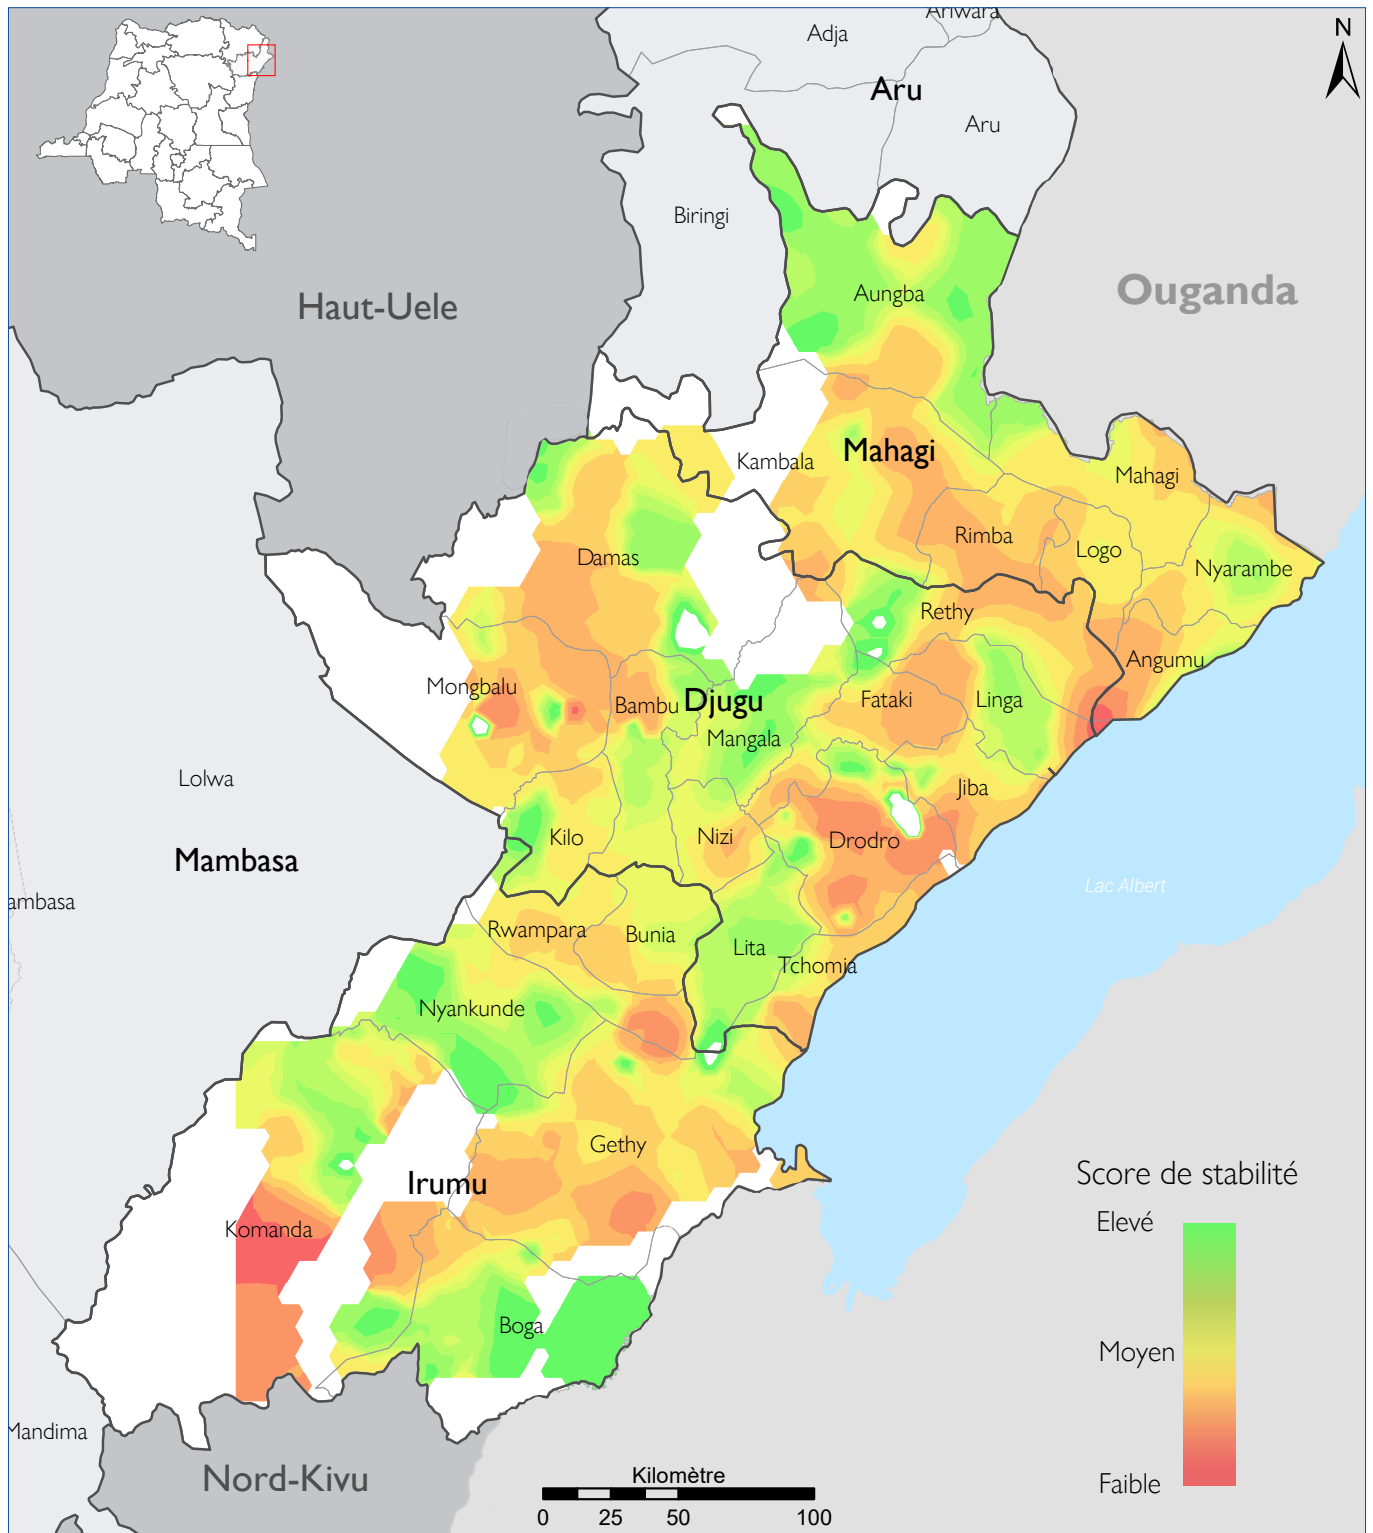 Ariwara
Adja
N
Aru
Aru
Biringi
Haut-Uele
Ouganda
Aungba
Kambala
Mahagi
Mahagi
Rimba
Logo
Damas
Nyarambe
Rethy
Angumu
Mongbalu
Bambu
Djugu
Fataki
Linga
Mangala
Lolwa
Jiba
Kilo
Nizi
Drodro
Mambasa
Lac Albert
ambasa
Rwampara
Bunia
Lita
Tchomia
Nyankunde
Gethy
Irumu
Score de stabilité
Elevé
Komanda
Boga
Moyen
Mandima
Nord-Kivu
Kilomètre
Faible
0 25 50 100